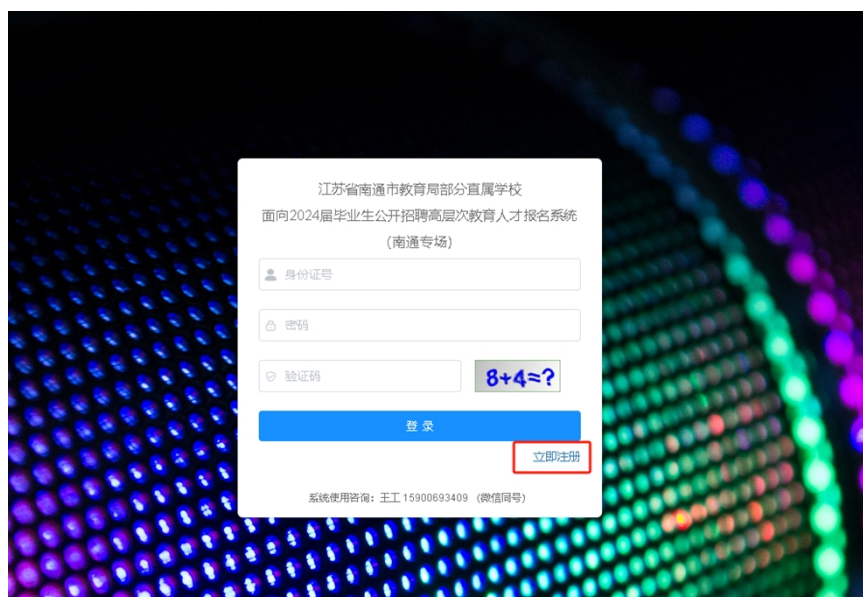 江苏省南通市教育局部分直属学校
面向2024届毕业生公开招聘高层次教育人才报名系统
(南通专场)
身份证号
密码
验证码 8+4=?
登 录
立即注册
系统使用咨询：王工 15900693409 （微信同号）